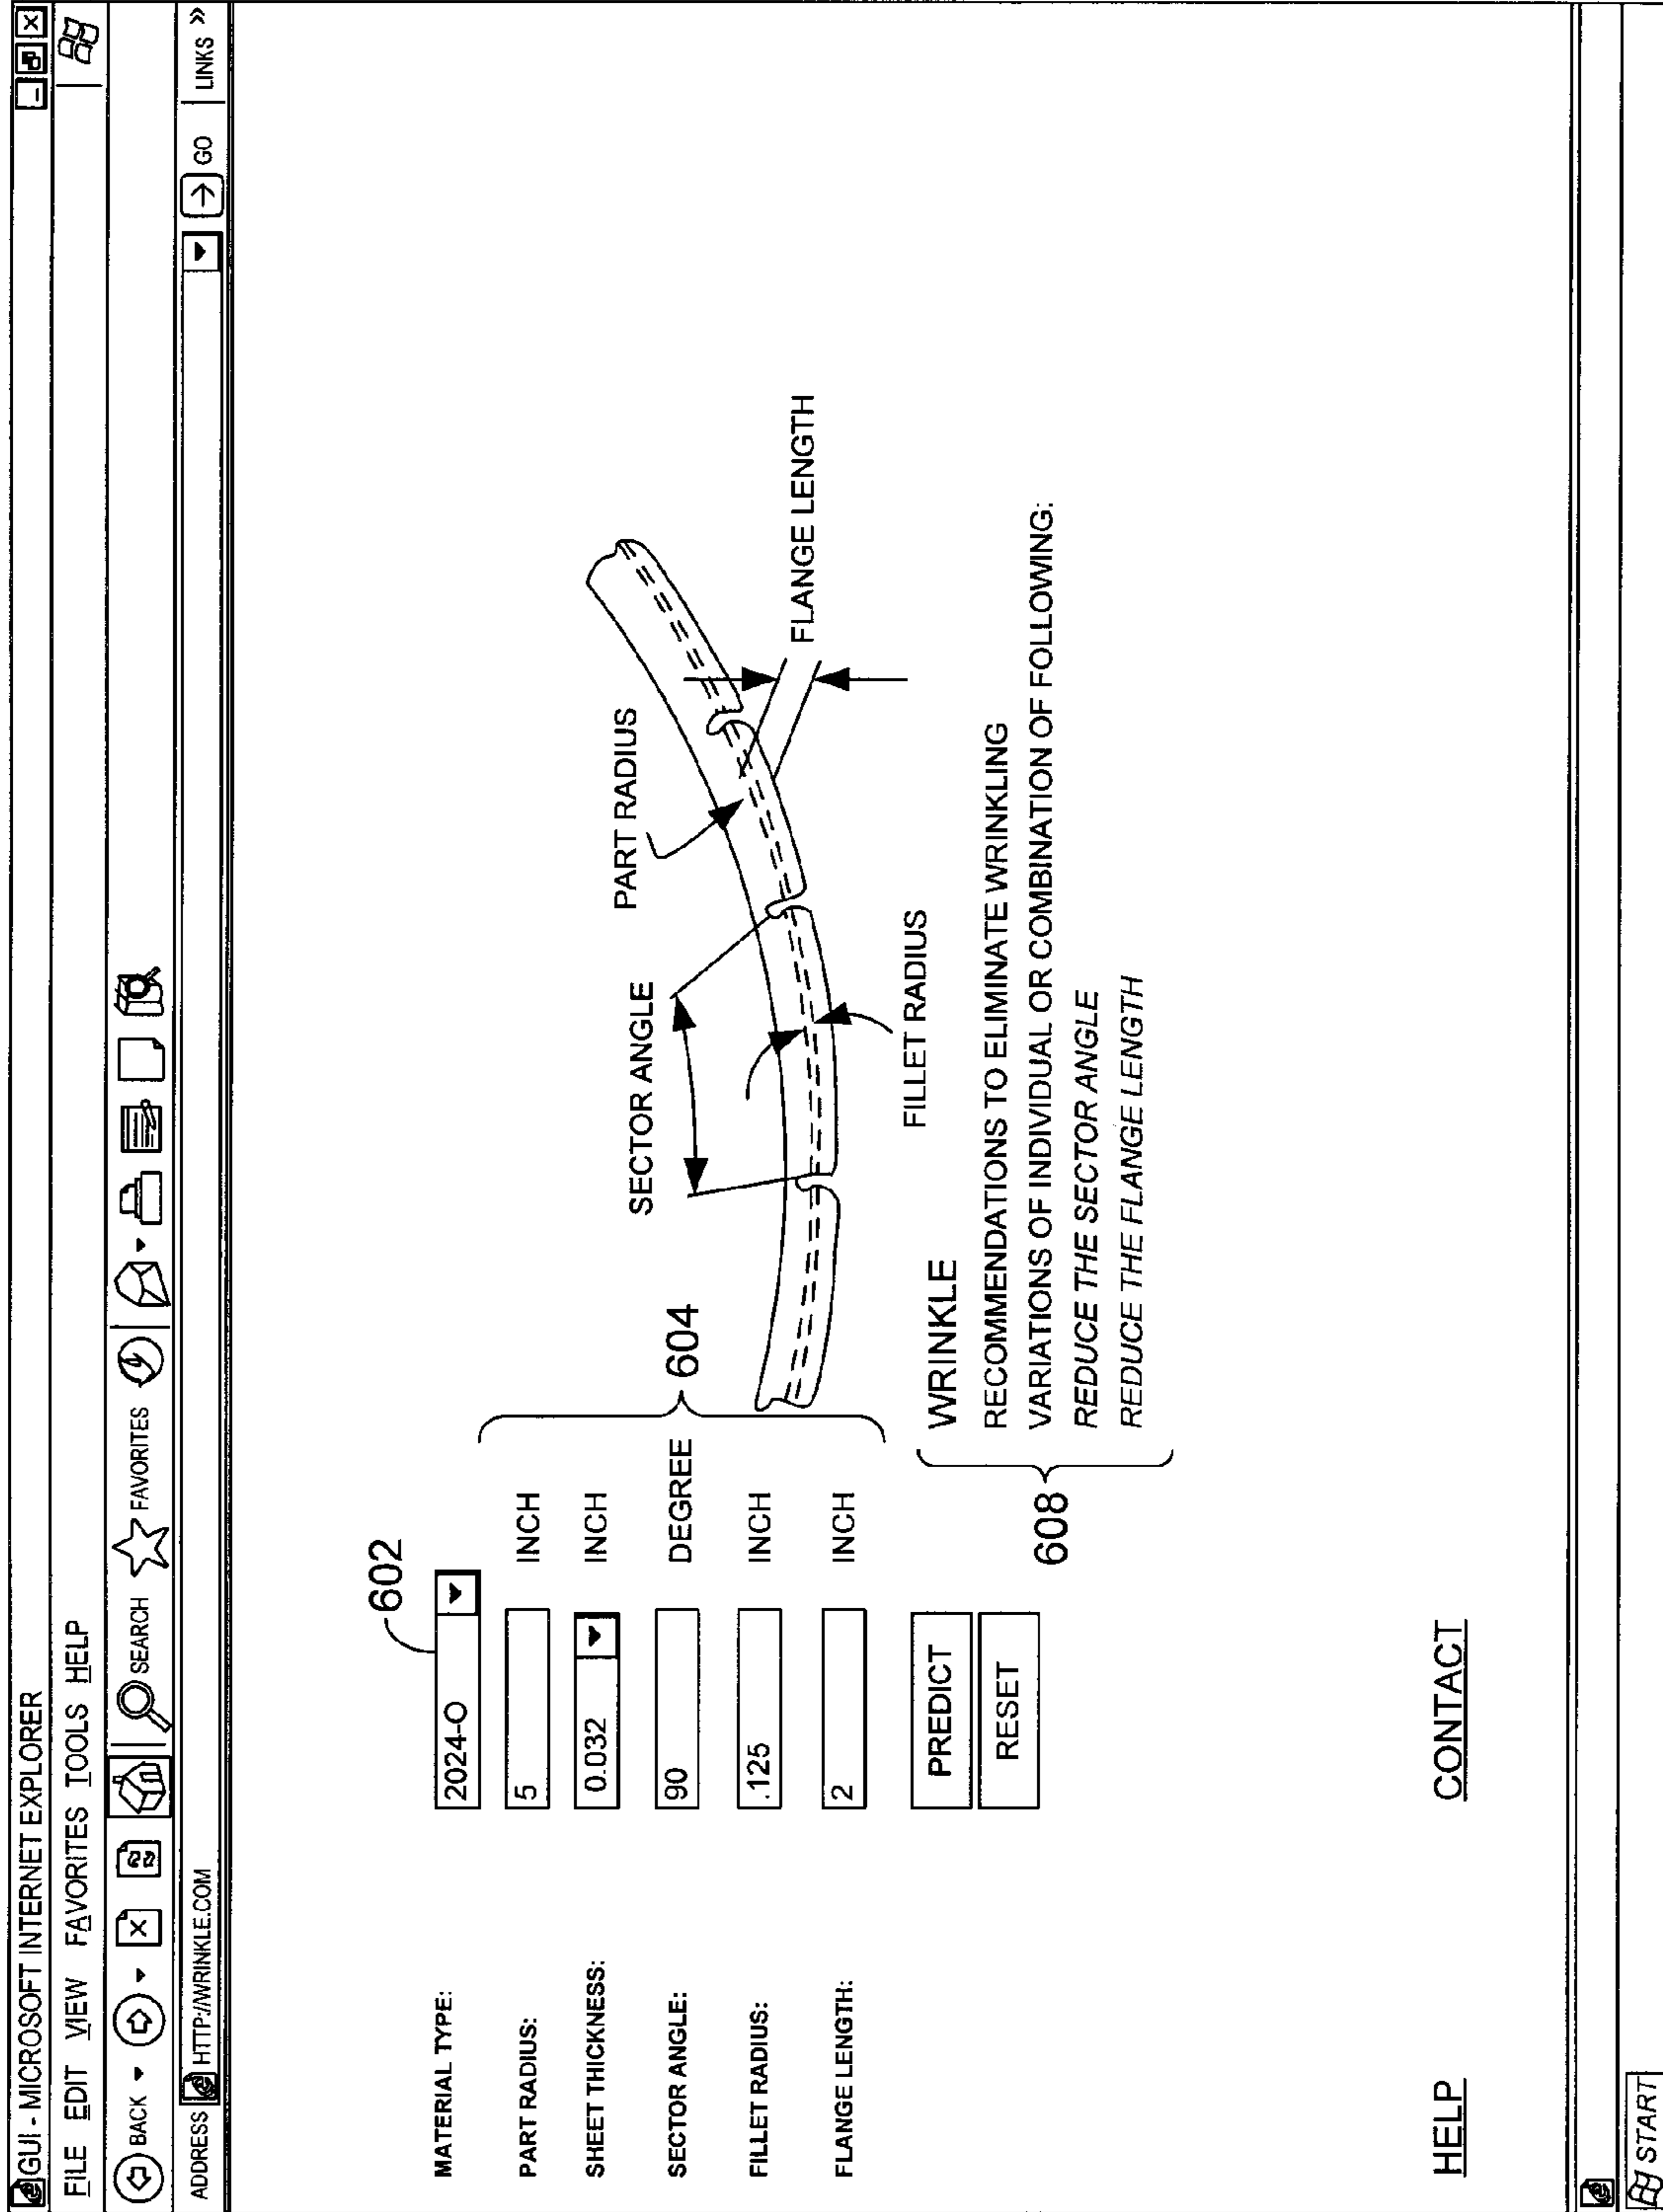 GUI - MICROSOFT INTERNET EXPLORER
FILE EDIT VIEW FAVORITES TOOLS HELP
BACK SEARCH FAVORITES
ADDRESS HTTP://WRINKLE.COM GO LINKS »
602
MATERIAL TYPE: 2024-O
PART RADIUS: 5 INCH
SHEET THICKNESS: 0.032 INCH
SECTOR ANGLE: 90 DEGREE
FILLET RADIUS: .125 INCH
FLANGE LENGTH: 2 INCH
604
PREDICT
RESET
SECTOR ANGLE
PART RADIUS
FLANGE LENGTH
FILLET RADIUS
608
WRINKLE
RECOMMENDATIONS TO ELIMINATE WRINKLING
VARIATIONS OF INDIVIDUAL OR COMBINATION OF FOLLOWING:
REDUCE THE SECTOR ANGLE
REDUCE THE FLANGE LENGTH
HELP CONTACT
START